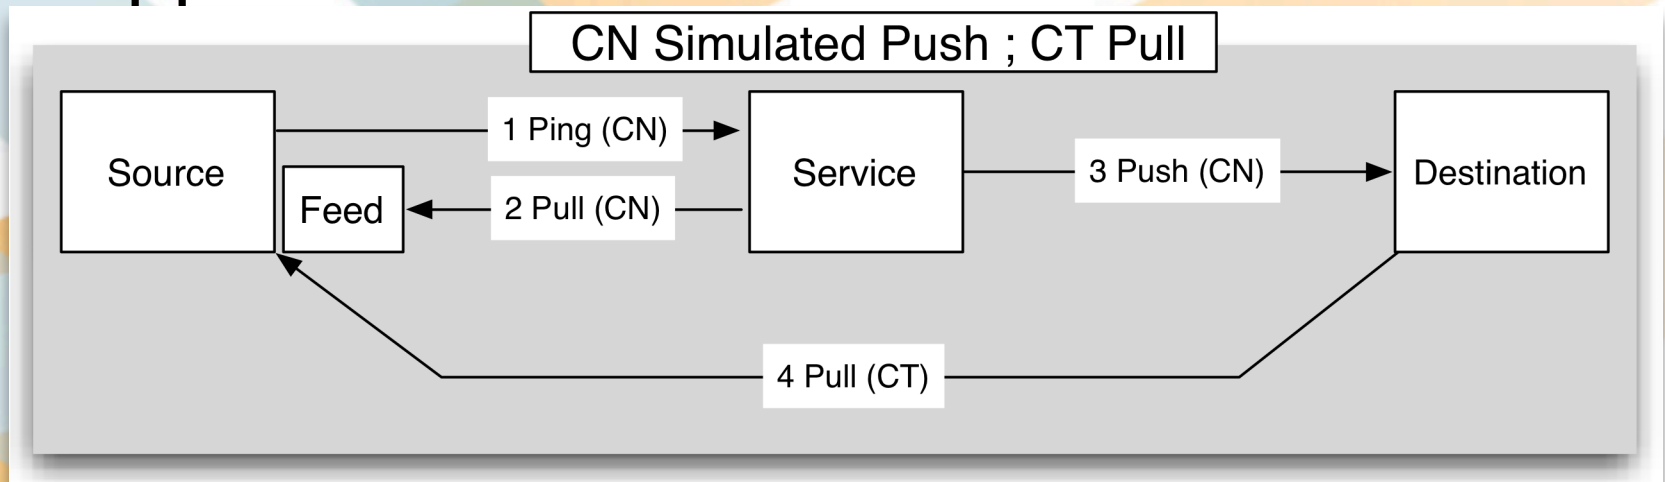 CN Simulated Push ; CT Pull
Source
1 Ping (CN)
Feed
2 Pull (CN)
Service
3 Push (CN)
Destination
4 Pull (CT)